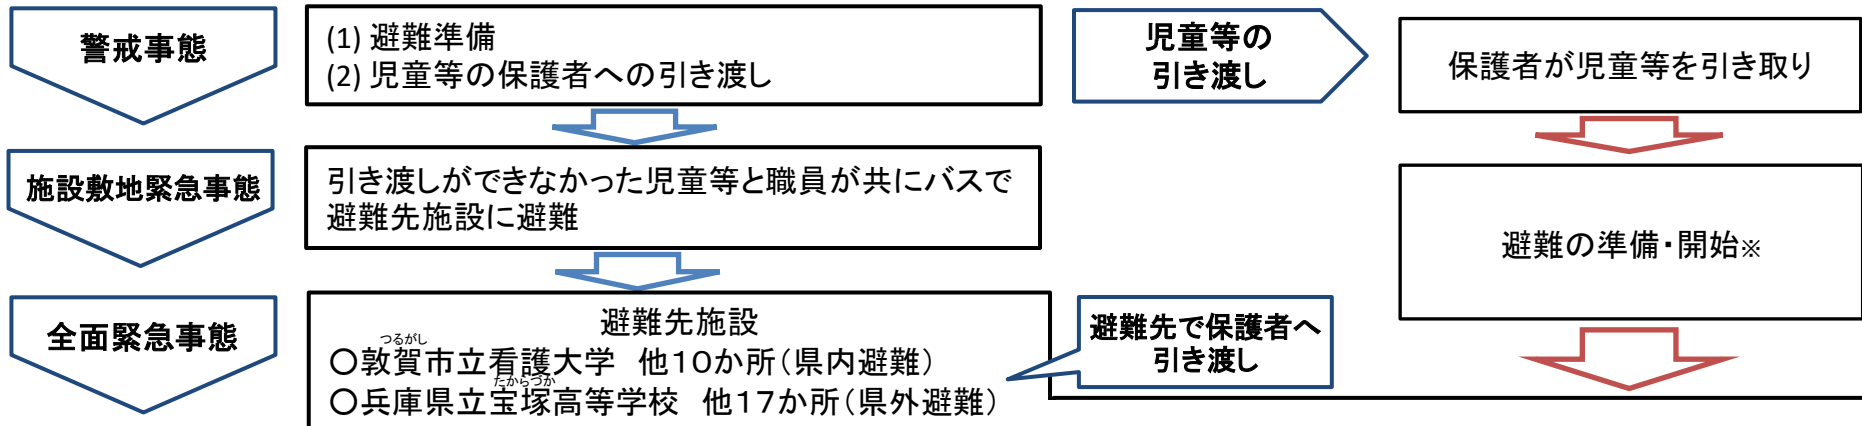 警戒事態
(1) 避難準備
(2) 児童等の保護者への引き渡し
児童等の
引き渡し
保護者が児童等を引き取り
施設敷地緊急事態
引き渡しができなかった児童等と職員が共にバスで
避難先施設に避難
避難の準備・開始※
全面緊急事態
避難先施設
つるがし
〇敦賀市立看護大学 他10か所(県内避難)
たからづか
〇兵庫県立宝塚高等学校 他17か所(県外避難)
避難先で保護者へ
引き渡し